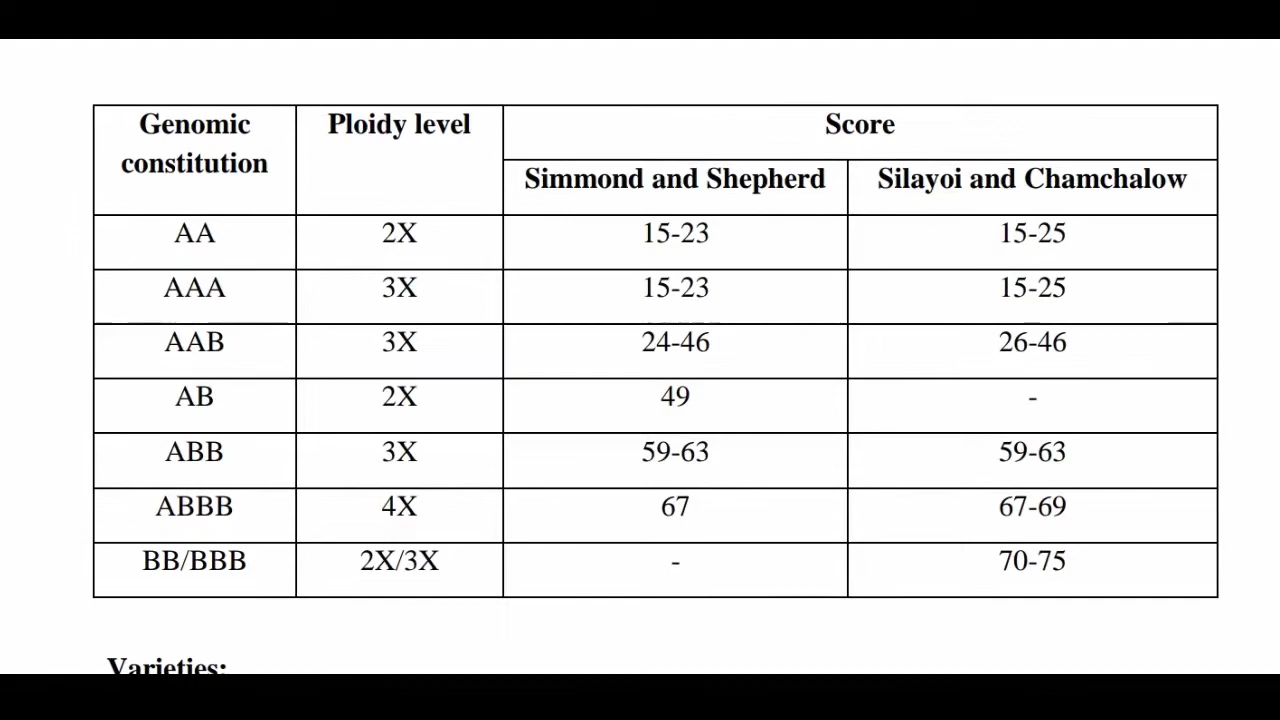 Genomic constitution Ploidy level Score
Simmond and Shepherd Silayoi and Chamchalow
AA 2X 15-23 15-25
AAA 3X 15-23 15-25
AAB 3X 24-46 26-46
AB 2X 49 -
ABB 3X 59-63 59-63
ABBB 4X 67 67-69
BB/BBB 2X/3X - 70-75
Varieties: